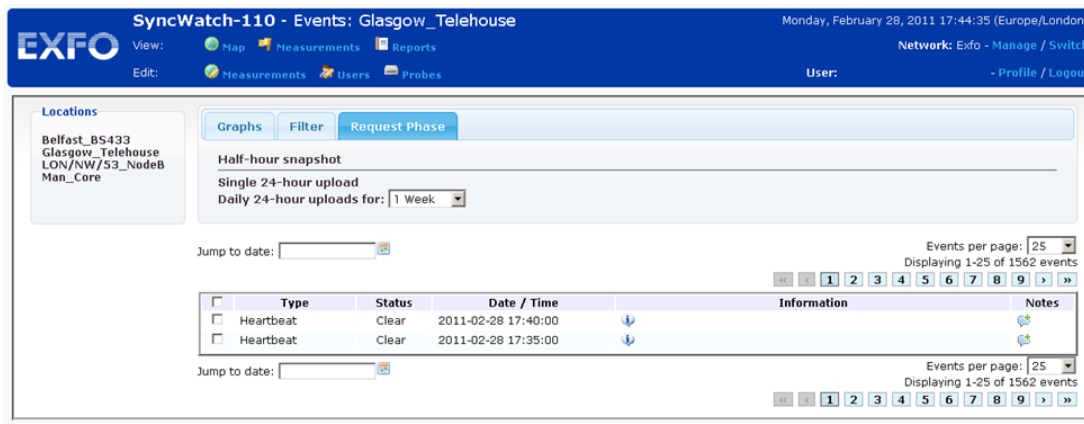 SyncWatch-110 - Events: Glasgow_Telehouse
Monday, February 28, 2011 17:44:35 (Europe/London
EXFO
View: Map Measurements Reports
Network: Exfo - Manage / Switch
Edit: Measurements Users Probes
User: - Profile / Logou
Locations
Belfast_BS433
Glasgow_Telehouse
LON/NW/53_NodeB
Man_Core
Graphs Filter Request Phase
Half-hour snapshot
Single 24-hour upload
Daily 24-hour uploads for: 1 Week
Jump to date:
Events per page: 25
Displaying 1-25 of 1562 events
« ‹ 1 2 3 4 5 6 7 8 9 › »
Type Status Date / Time Information Notes
Heartbeat Clear 2011-02-28 17:40:00
Heartbeat Clear 2011-02-28 17:35:00
Jump to date:
Events per page: 25
Displaying 1-25 of 1562 events
« ‹ 1 2 3 4 5 6 7 8 9 › »